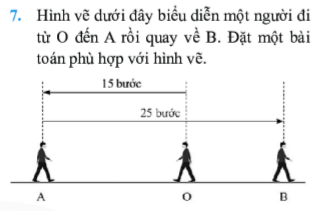 7. Hình vẽ dưới đây biểu diễn một người đi
từ O đến A rồi quay về B. Đặt một bài
toán phù hợp với hình vẽ.
15 bước
25 bước
A O B